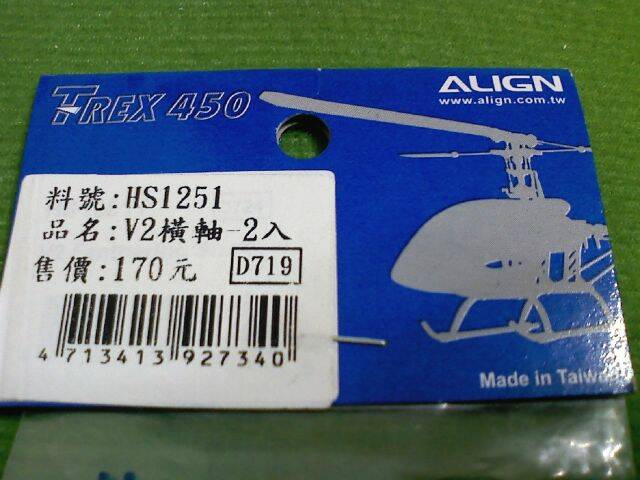 T-REX 450
ALIGN
www.align.com.tw
料號:HS1251
品名:V2橫軸-2入
售價:170元 D719
4 713413 927340
Made in Taiwan